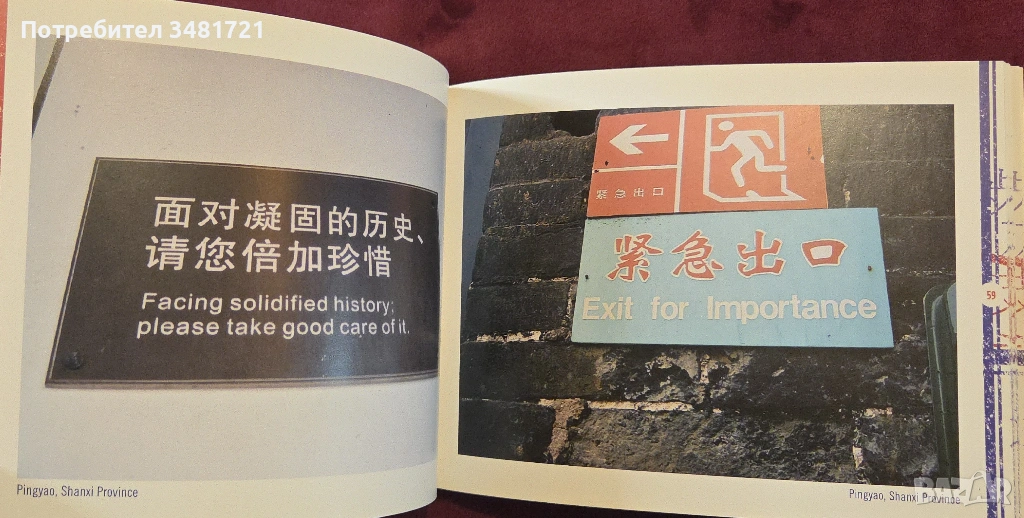 Потребител 3481721
面对凝固的历史、
请您倍加珍惜
Facing solidified history;
please take good care of it.
Pingyao, Shanxi Province
紧急出口
紧急出口
Exit for Importance
Pingyao, Shanxi Province
59
BAZAR